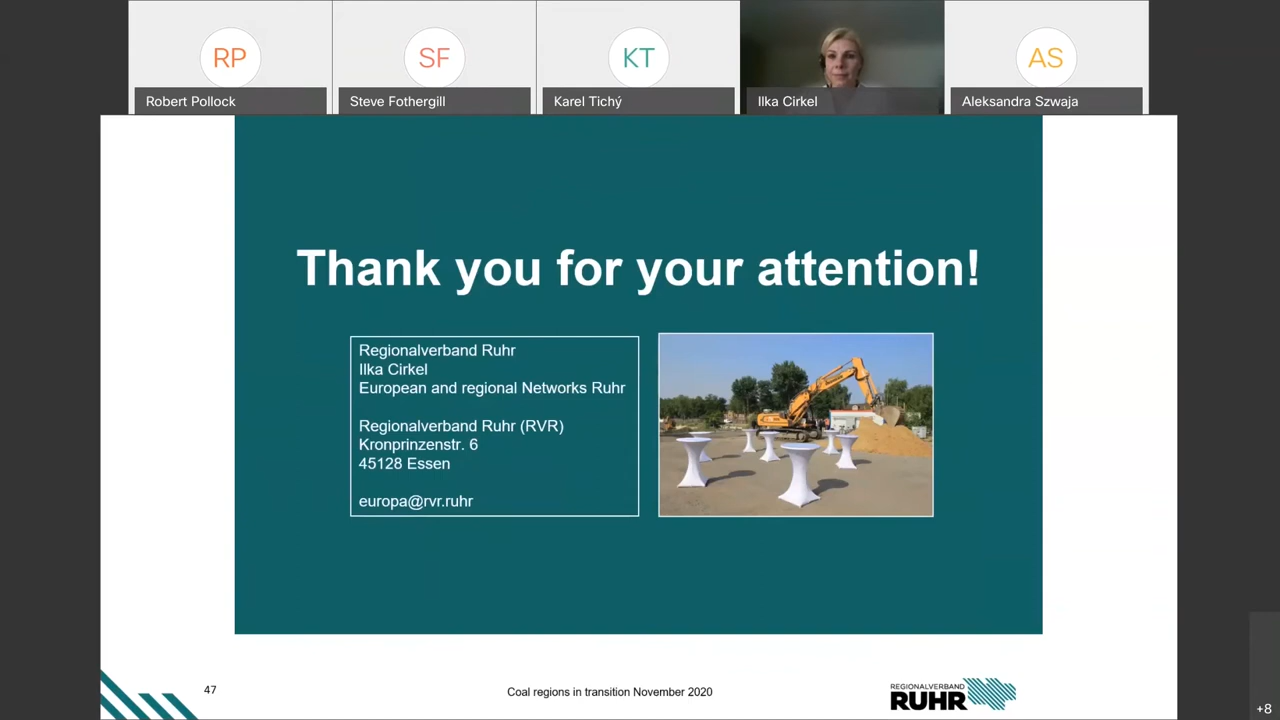 RP
SF
KT
AS
Robert Pollock
Steve Fothergill
Karel Tichý
Ilka Cirkel
Aleksandra Szwaja
Thank you for your attention!
Regionalverband Ruhr
Ilka Cirkel
European and regional Networks Ruhr
Regionalverband Ruhr (RVR)
Kronprinzenstr. 6
45128 Essen
europa@rvr.ruhr
47
Coal regions in transition November 2020
REGIONALVERBAND
RUHR
+8